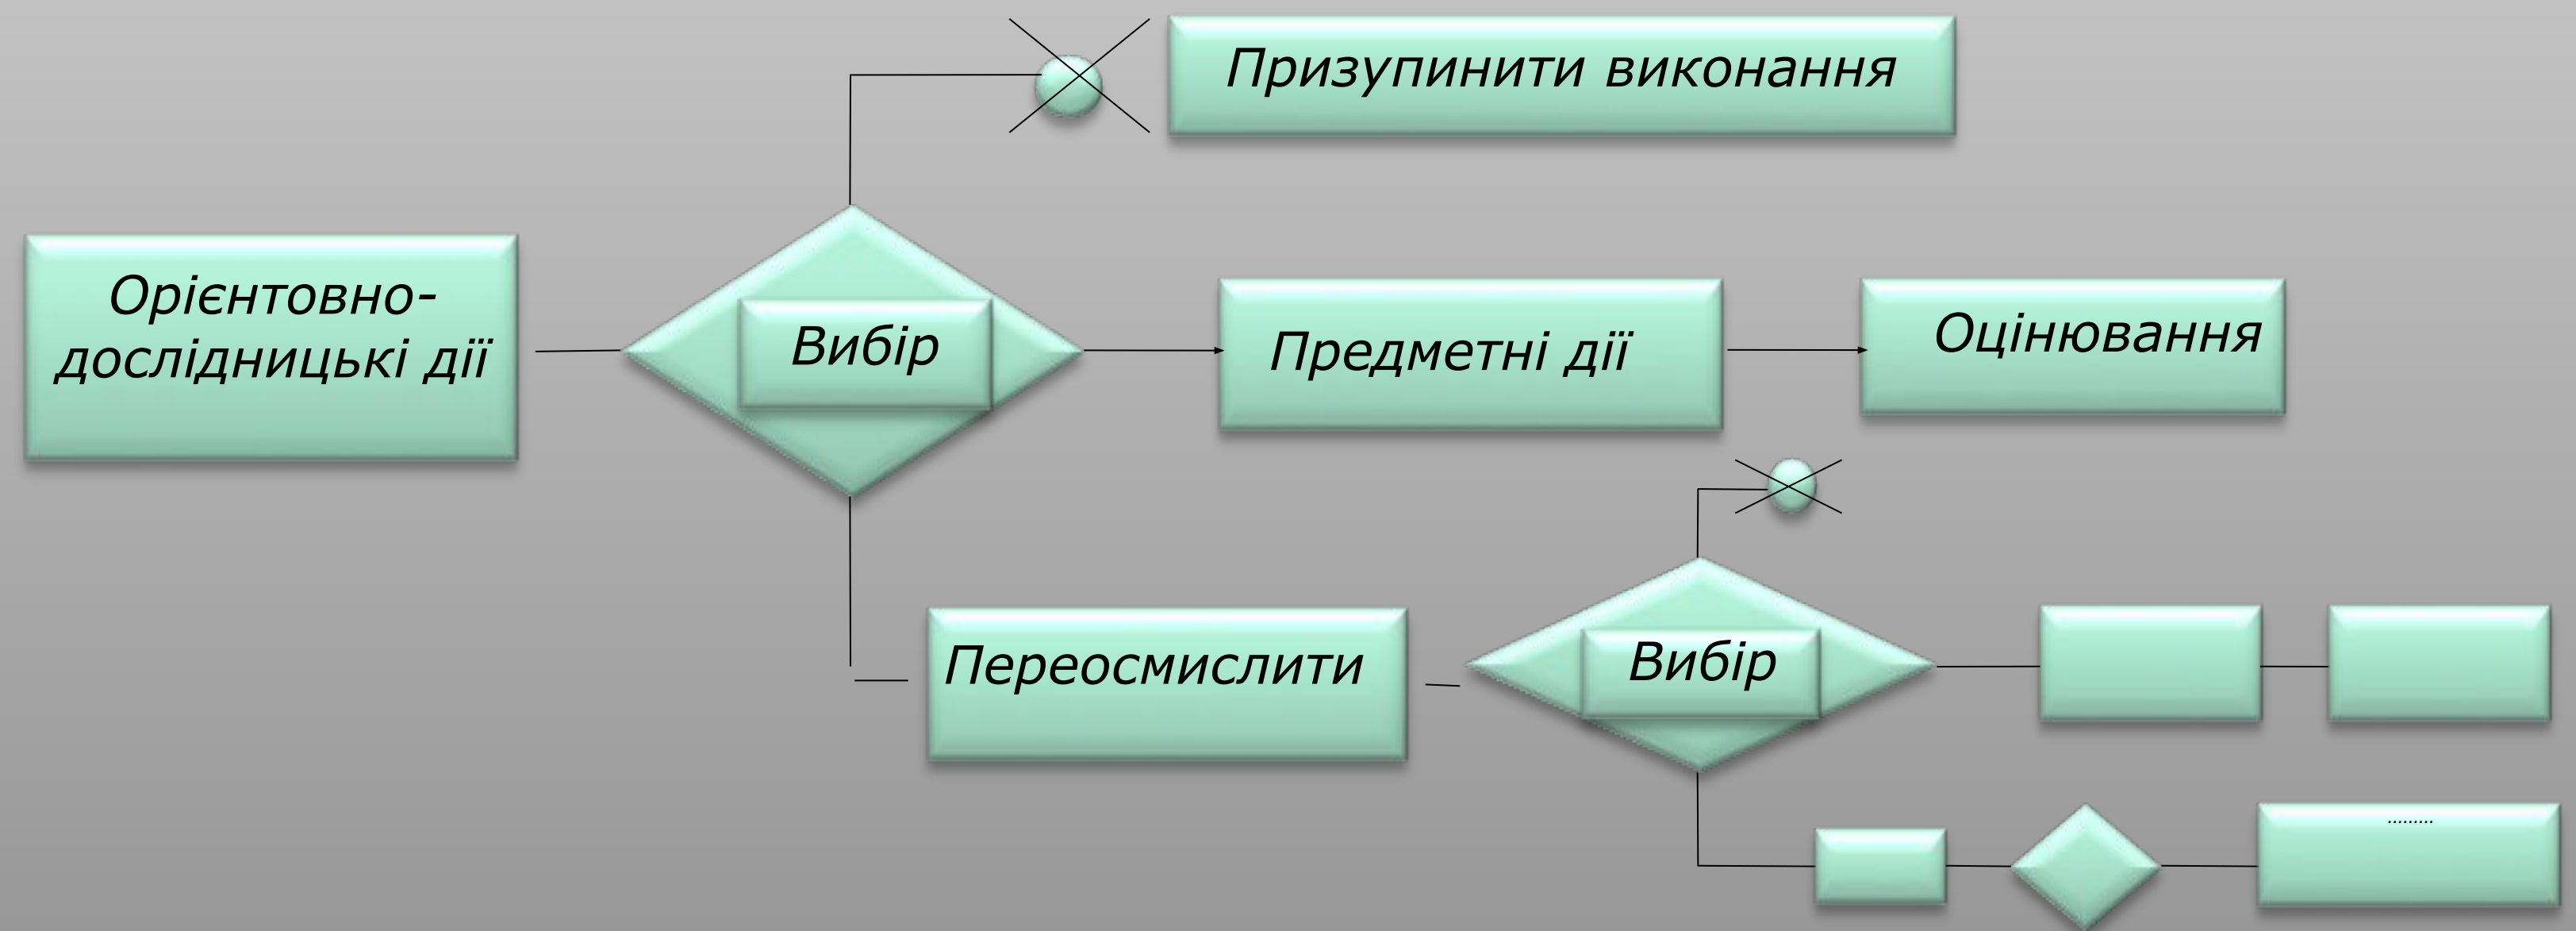 Призупинити виконання
Орієнтовно-
дослідницькі дії
Вибір
Предметні дії
Оцінювання
Переосмислити
Вибір
.........